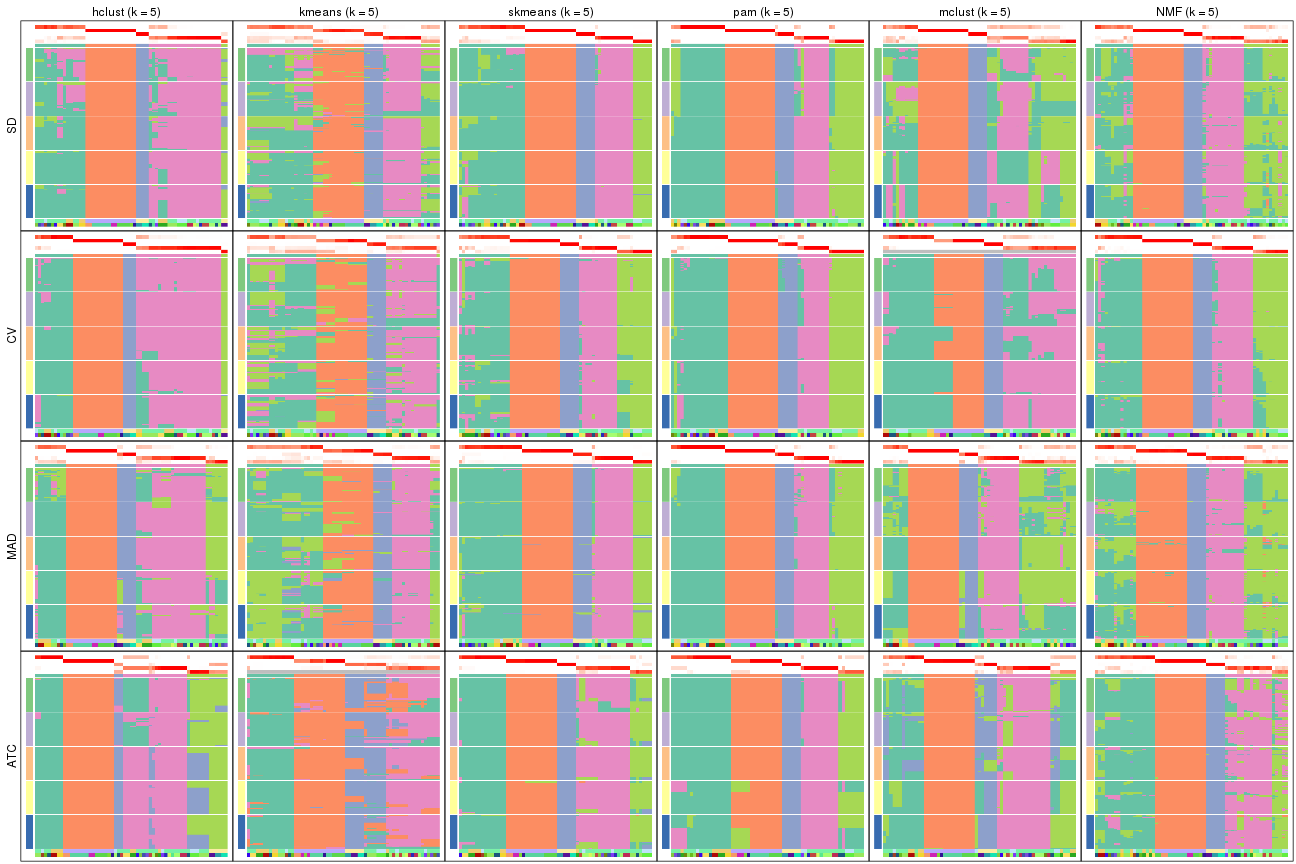 hclust (k = 5) kmeans (k = 5) skmeans (k = 5) pam (k = 5) mclust (k = 5) NMF (k = 5)
SD
CV
MAD
ATC